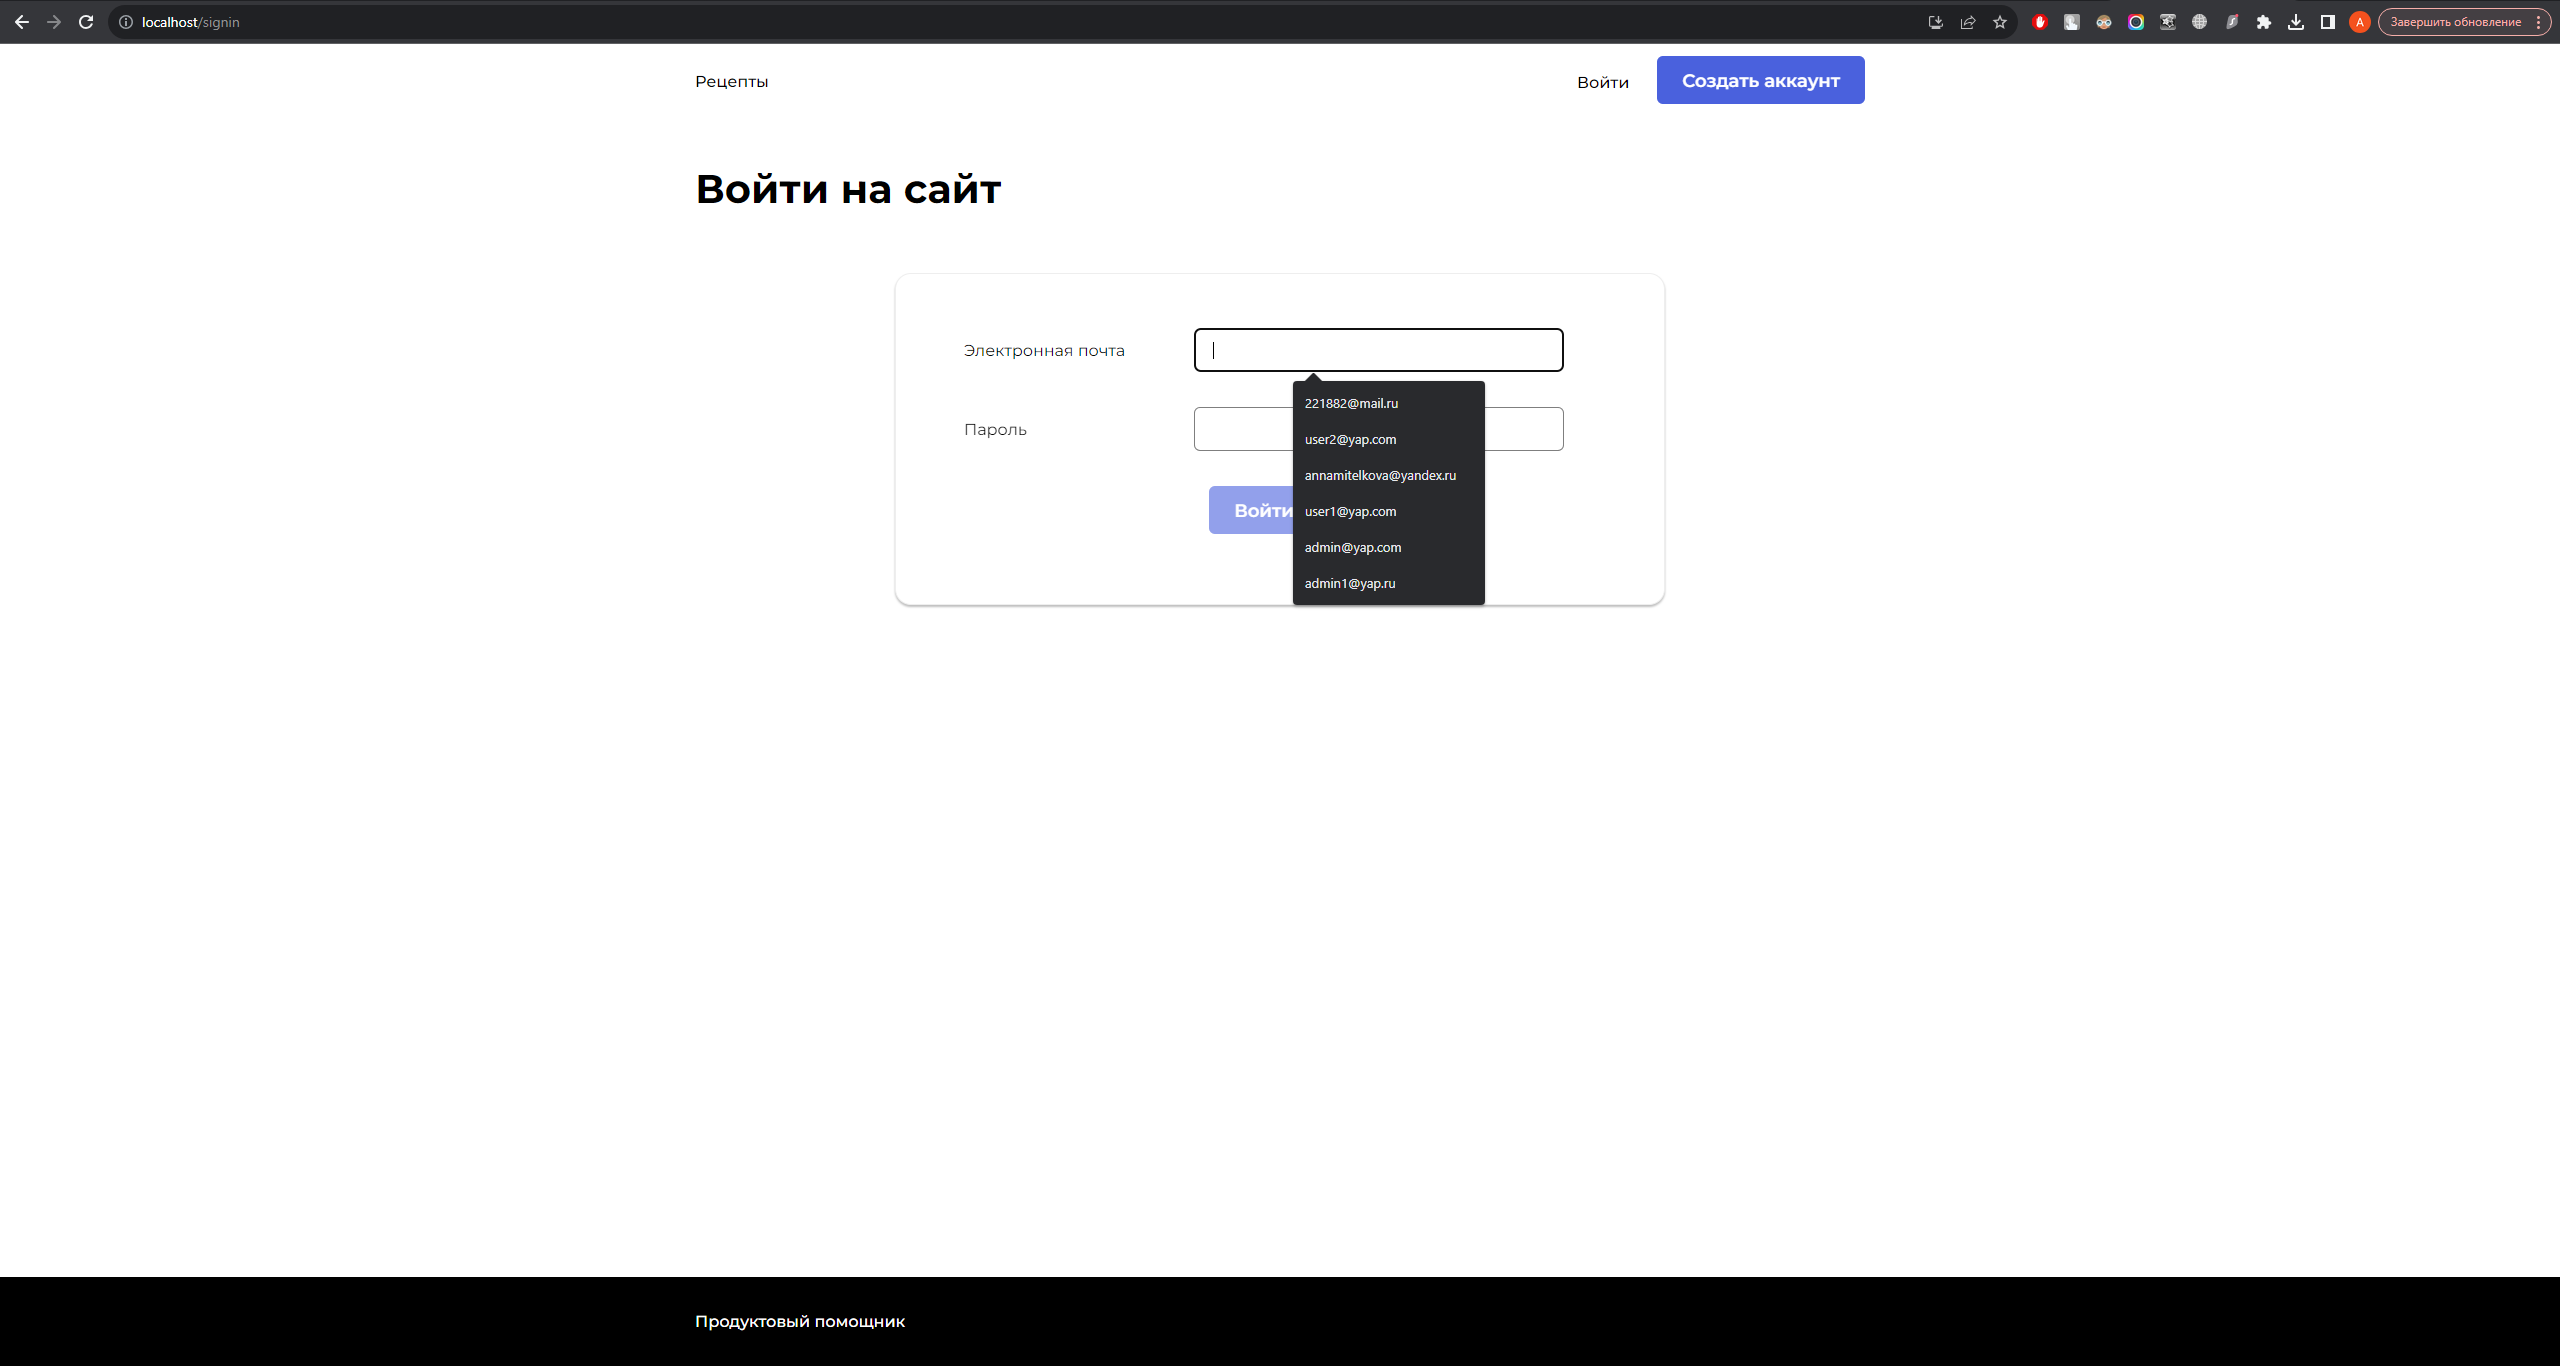 localhost/signin
А Завершить обновление
Рецепты
Войти Создать аккаунт
Войти на сайт
Электронная почта
221882@mail.ru
user2@yap.com
Пароль
annamitelkova@yandex.ru
Войти
user1@yap.com
admin@yap.com
admin1@yap.ru
Продуктовый помощник